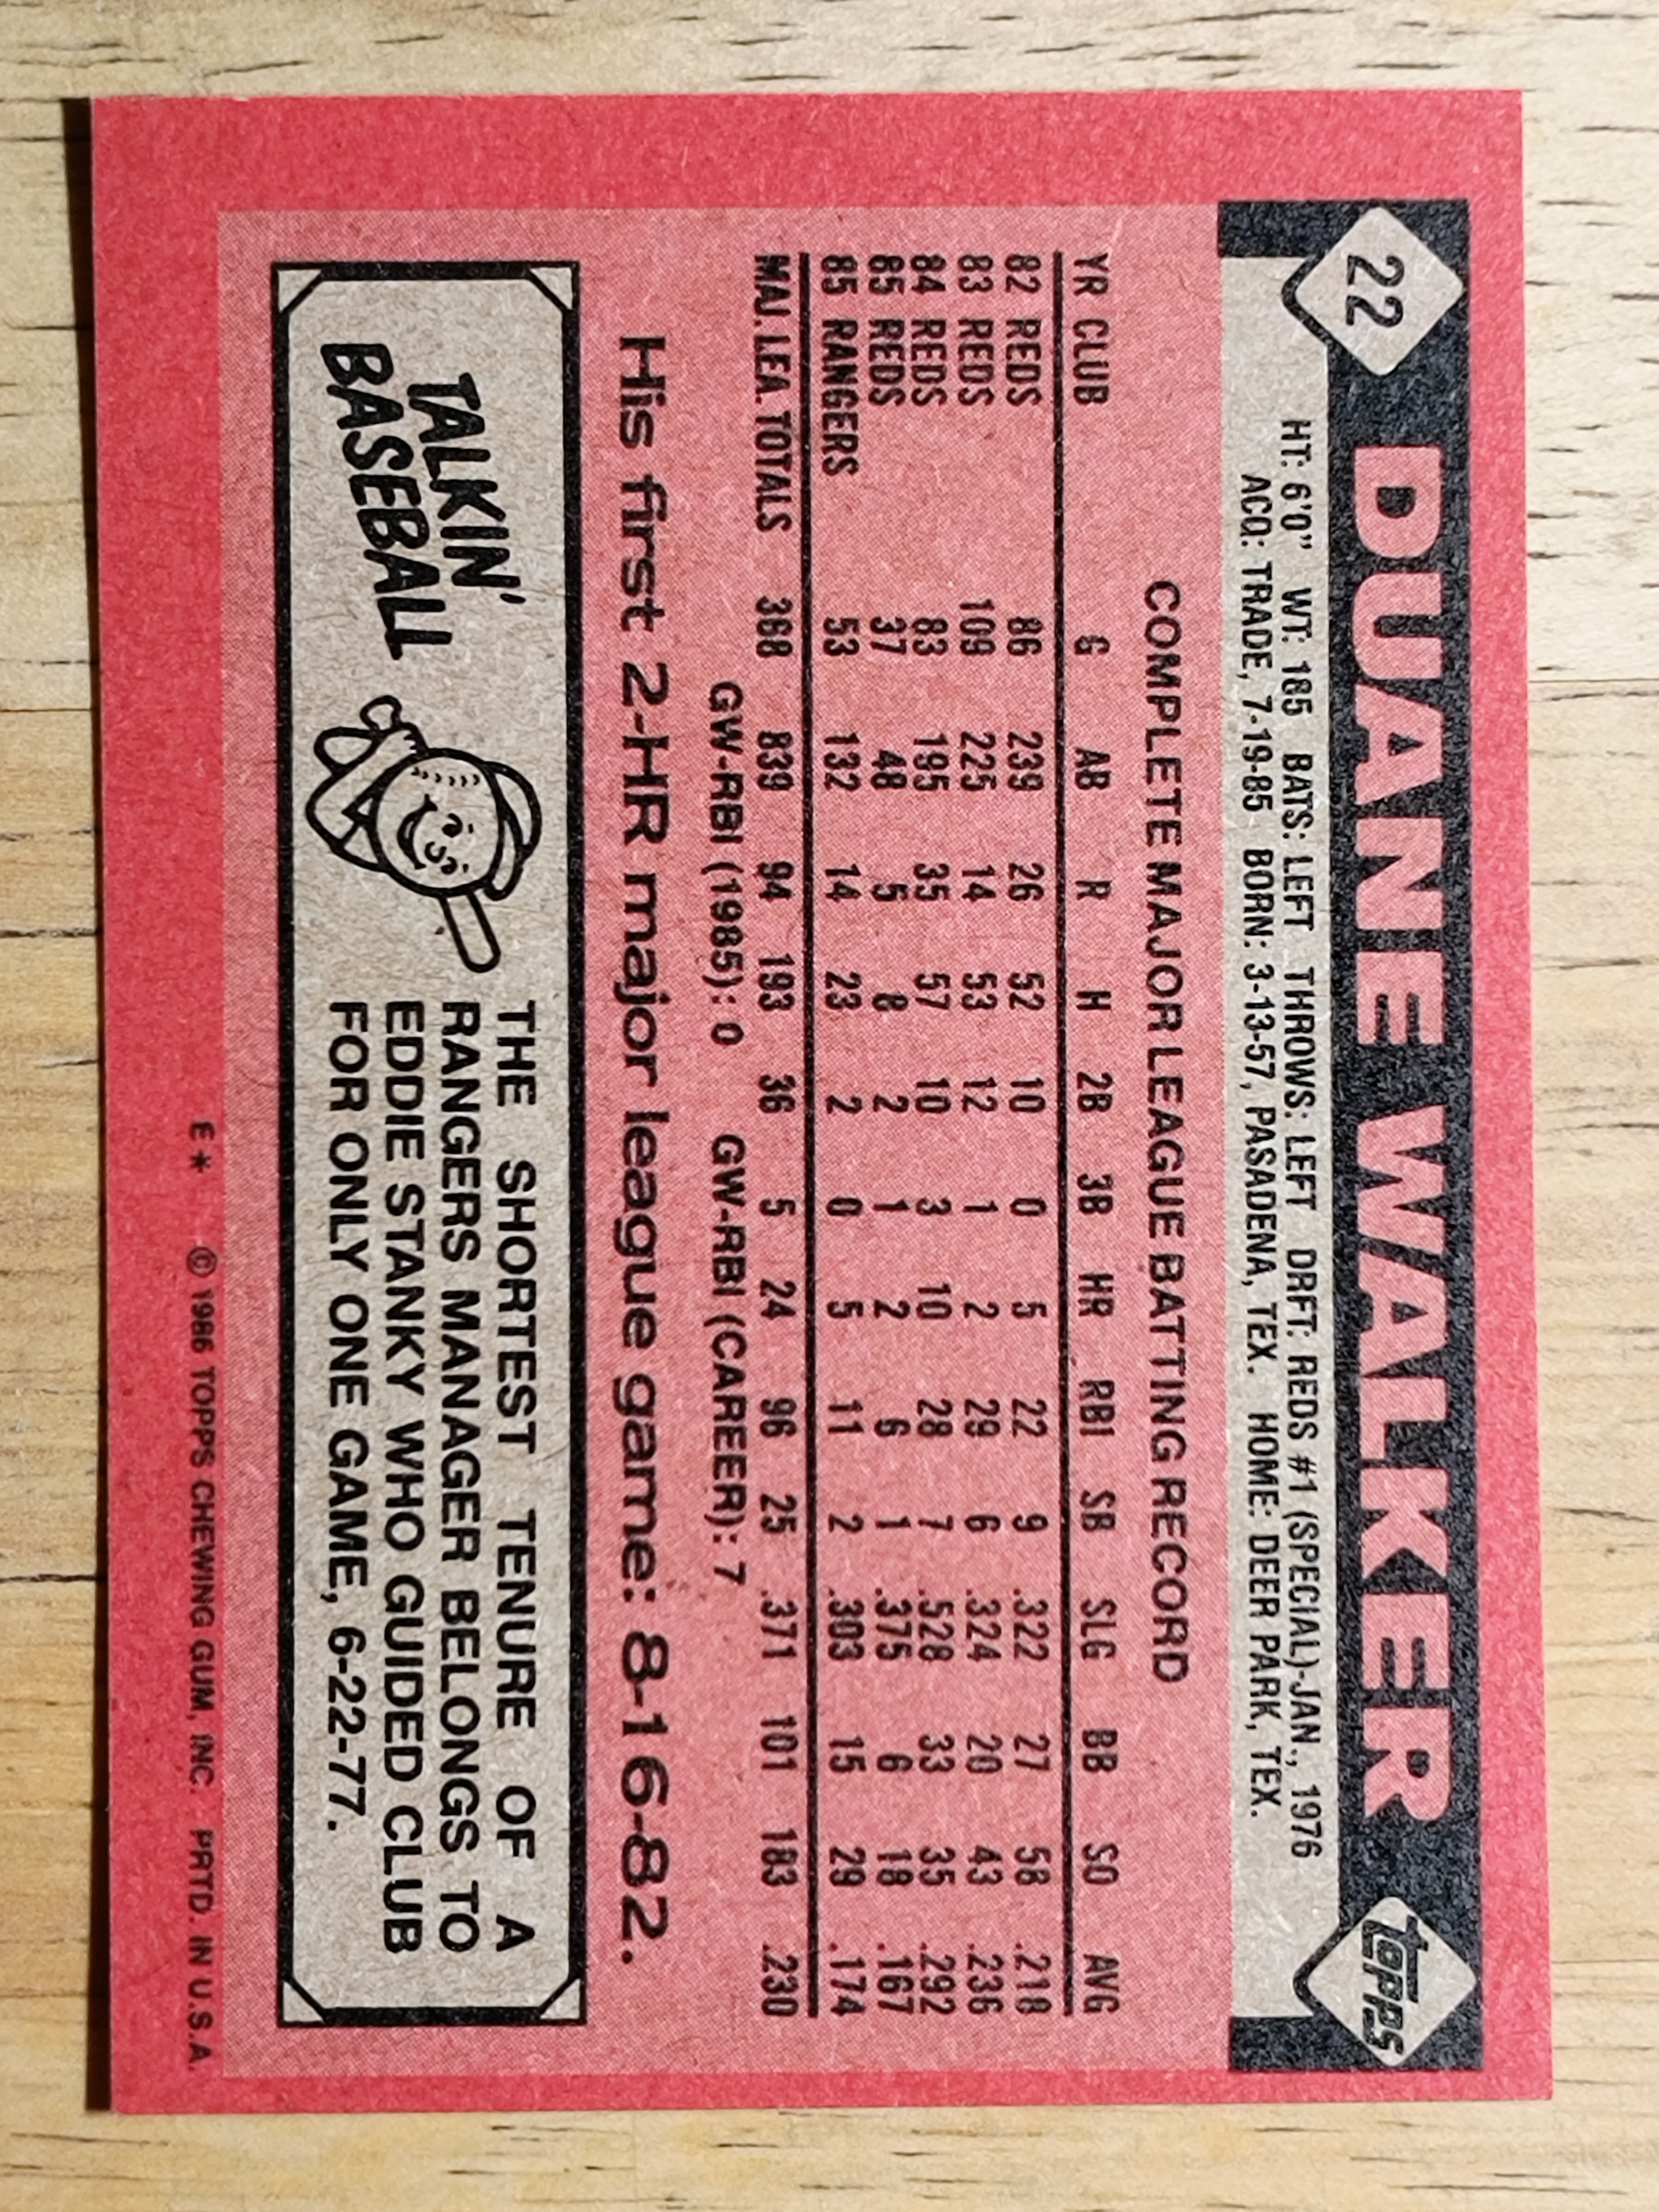 22 DUANE WALKER topps
HT: 6'0" WT: 185 BATS: LEFT THROWS: LEFT DRFT: REDS #1 (SPECIAL)-JAN., 1976
ACQ: TRADE, 7-19-85 BORN: 3-13-57, PASADENA, TEX. HOME: DEER PARK, TEX.
COMPLETE MAJOR LEAGUE BATTING RECORD
YR CLUB G AB R H 2B 3B HR RBI SB SLG BB SO AVG
82 REDS 86 239 26 52 10 0 5 22 9 .322 27 58 .218
83 REDS 109 225 14 53 12 1 2 29 6 .324 20 43 .236
84 REDS 83 195 35 57 10 3 10 28 7 .528 33 35 .292
85 REDS 37 48 5 8 2 1 2 6 1 .375 6 18 .167
85 RANGERS 53 132 14 23 2 0 5 11 2 .303 15 29 .174
MAJ. LEA. TOTALS 368 839 94 193 36 5 24 96 25 .371 101 183 .230
GW-RBI (1985): 0 GW-RBI (CAREER): 7
His first 2-HR major league game: 8-16-82.
TALKIN'
BASEBALL
THE SHORTEST TENURE OF A
RANGERS MANAGER BELONGS TO
EDDIE STANKY WHO GUIDED CLUB
FOR ONLY ONE GAME, 6-22-77.
E* © 1986 TOPPS CHEWING GUM, INC. PRTD. IN U.S.A.